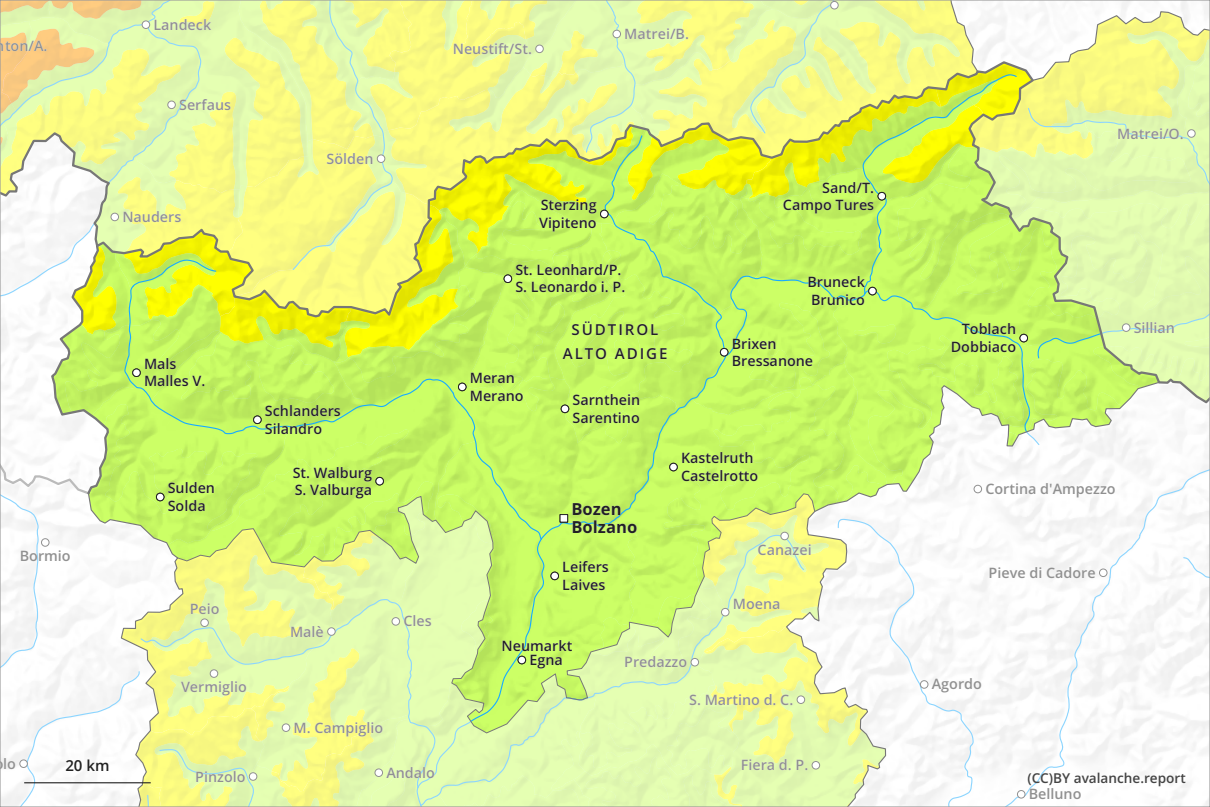 Landeck
Matrei/B.
nton/A.
Neustift/St.
Serfaus
Matrei/O.
Sölden
Sand/T.
Campo Tures
Nauders
Sterzing
Vipiteno
St. Leonhard/P.
S. Leonardo i. P.
Bruneck
Brunico
SÜDTIROL
ALTO ADIGE
Toblach
Dobbiaco
Sillian
Brixen
Bressanone
Mals
Malles V.
Meran
Merano
Schlanders
Silandro
Sarnthein
Sarentino
Kastelruth
Castelrotto
St. Walburg
S. Valburga
Sulden
Solda
Cortina d'Ampezzo
Bozen
Bolzano
Bormio
Canazei
Leifers
Laives
Pieve di Cadore
Peio
Moena
Cles
Malè
Neumarkt
Egna
Predazzo
Vermiglio
Agordo
S. Martino d. C.
M. Campiglio
olo
20 km
Pinzolo
Andalo
Fiera d. P.
(CC)BY avalanche.report
Belluno